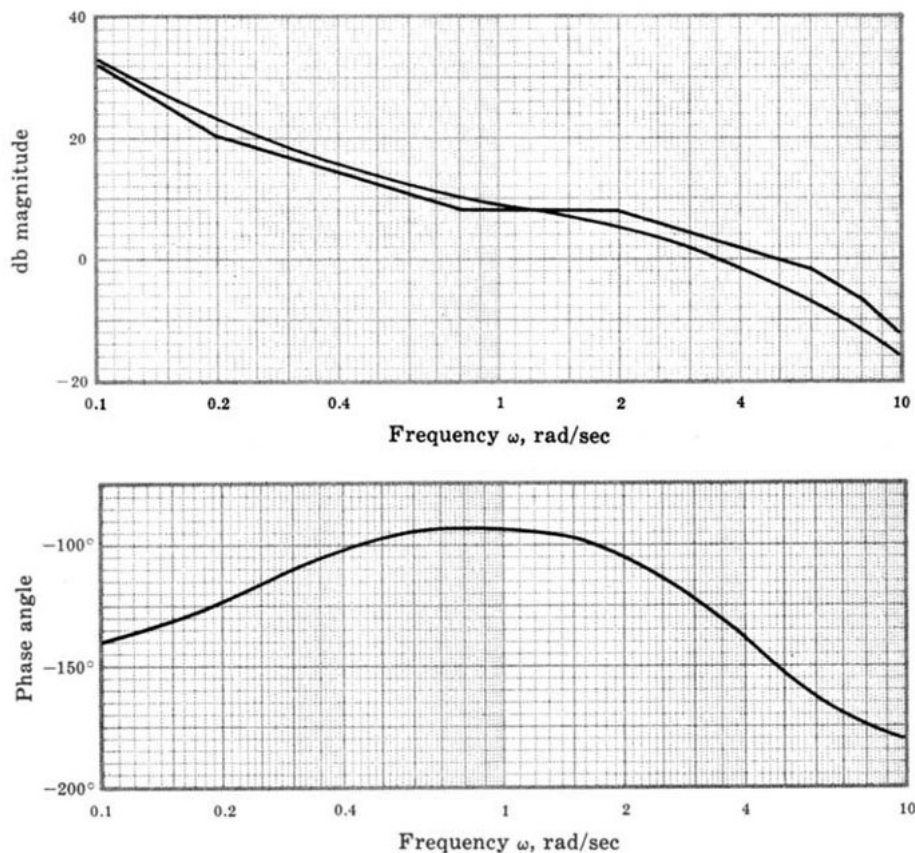 40
20
0
−20
db magnitude
0.1 0.2 0.4 1 2 4 10
Frequency ω, rad/sec
−100°
−150°
−200°
Phase angle
0.1 0.2 0.4 1 2 4 10
Frequency ω, rad/sec